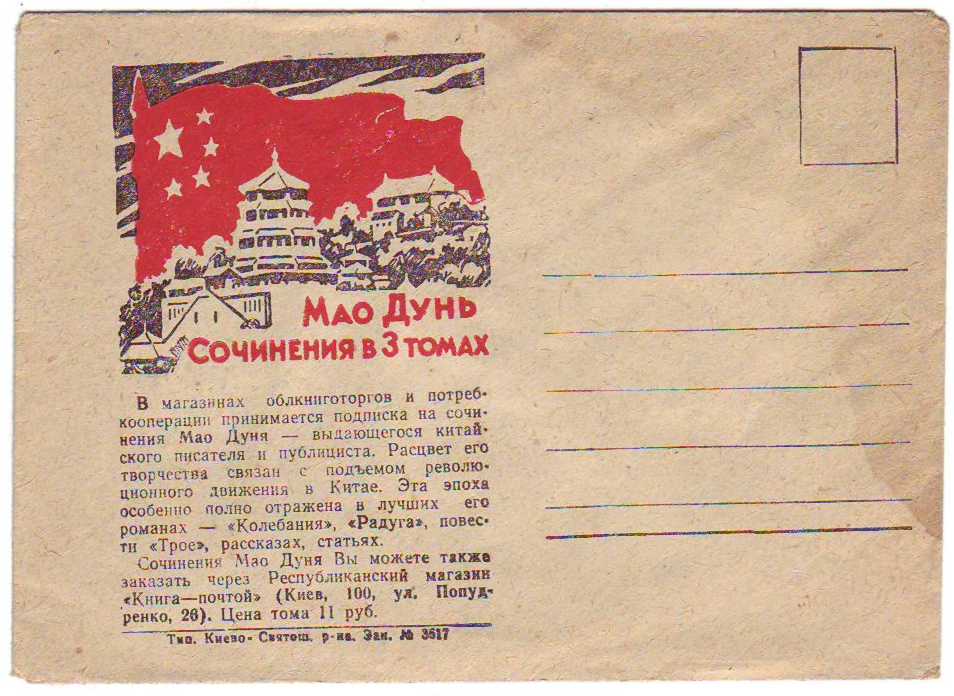 МАО ДУНЬ
СОЧИНЕНИЯ В 3 ТОМАХ
В магазинах облкниготоргов и потреб-
кооперации принимается подписка на сочи-
нения Мао Дуня — выдающегося китай-
ского писателя и публициста. Расцвет его
творчества связан с подъемом револю-
ционного движения в Китае. Эта эпоха
особенно полно отражена в лучших его
романах — «Колебания», «Радуга», повес-
ти «Трое», рассказах, статьях.
Сочинения Мао Дуня Вы можете также
заказать через Республиканский магазин
«Книга—почтой» (Киев, 100, ул. Попуд-
ренко, 26). Цена тома 11 руб.
Тип. Киево-Святош. р-на. Зак. № 3617